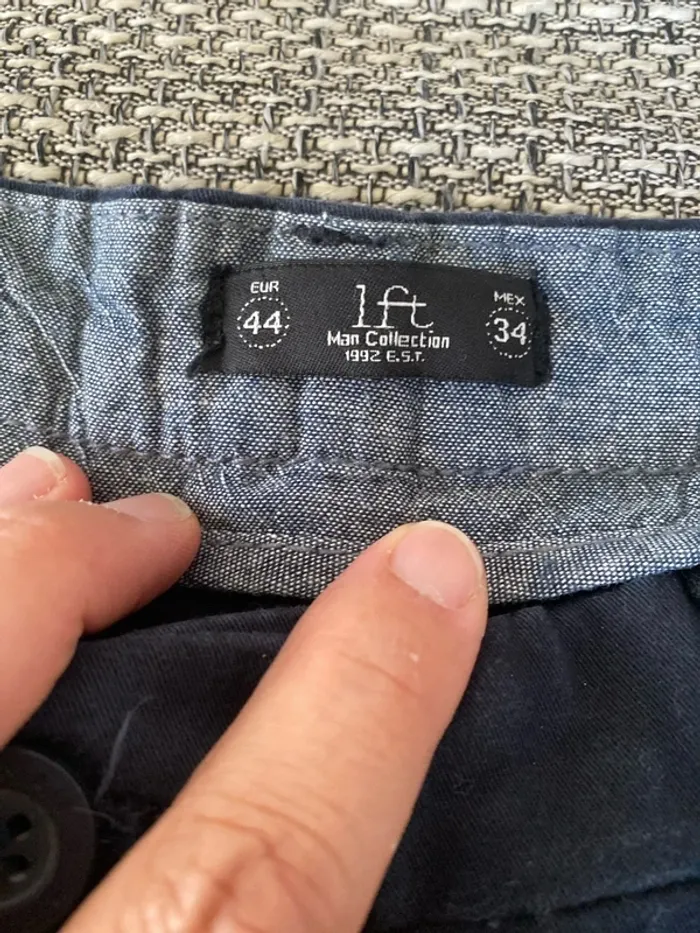 EUR
44
lft
Man Collection
1992 E.S.T.
MEX
34